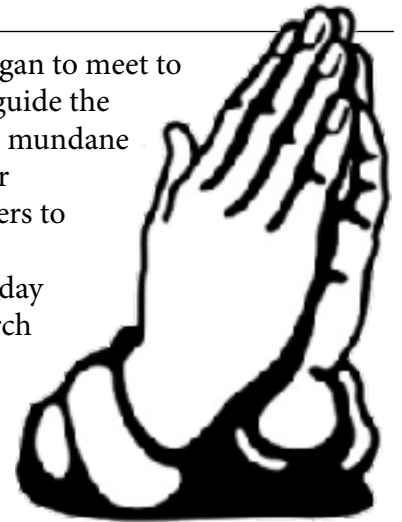 gan to meet to
guide the
mundane
r
ers to
day
rch